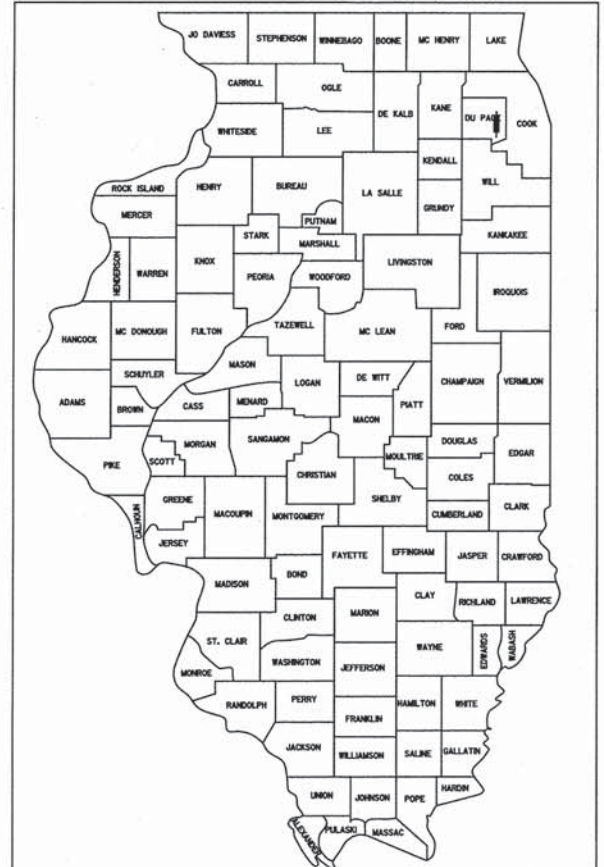 JO DAVIESS
STEPHENSON
WINNEBAGO
BOONE
MC HENRY
LAKE
CARROLL
OGLE
DE KALB
KANE
DU PAGE
COOK
WHITESIDE
LEE
KENDALL
WILL
ROCK ISLAND
HENRY
BUREAU
LA SALLE
GRUNDY
MERCER
PUTNAM
KANKAKEE
STARK
MARSHALL
HENDERSON
WARREN
KNOX
PEORIA
WOODFORD
LIVINGSTON
IROQUOIS
HANCOCK
MC DONOUGH
FULTON
TAZEWELL
MC LEAN
FORD
MASON
SCHUYLER
LOGAN
DE WITT
CHAMPAIGN
VERMILION
ADAMS
BROWN
CASS
MENARD
PIATT
MACON
MORGAN
SANGAMON
DOUGLAS
PIKE
SCOTT
MOULTRIE
EDGAR
CHRISTIAN
COLES
GREENE
SHELBY
CALHOUN
MACOUPIN
MONTGOMERY
CUMBERLAND
CLARK
JERSEY
FAYETTE
EFFINGHAM
JASPER
CRAWFORD
MADISON
BOND
CLAY
RICHLAND
LAWRENCE
CLINTON
MARION
ST. CLAIR
WAYNE
EDWARDS
WABASH
MONROE
WASHINGTON
JEFFERSON
RANDOLPH
PERRY
HAMILTON
WHITE
FRANKLIN
JACKSON
WILLIAMSON
SALINE
GALLATIN
UNION
JOHNSON
POPE
HARDIN
ALEXANDER
PULASKI
MASSAC